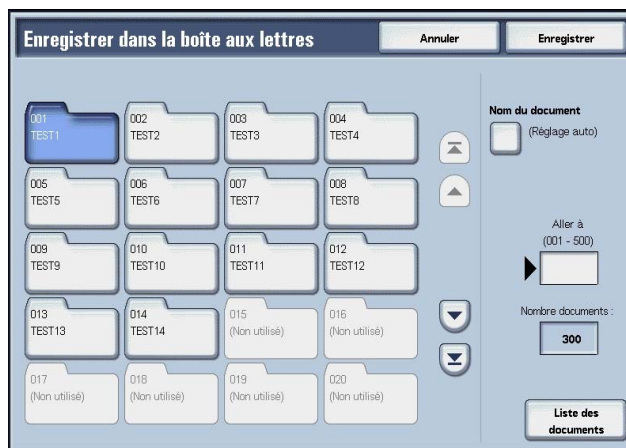 Enregistrer dans la boîte aux lettres
Annuler
Enregistrer
001
TEST1
002
TEST2
003
TEST3
004
TEST4
Nom du document
(Réglage auto)
005
TEST5
006
TEST6
007
TEST7
008
TEST8
009
TEST9
010
TEST10
011
TEST11
012
TEST12
Aller à
(001 - 500)
013
TEST13
014
TEST14
015
(Non utilisé)
016
(Non utilisé)
Nombre documents :
300
017
(Non utilisé)
018
(Non utilisé)
019
(Non utilisé)
020
(Non utilisé)
Liste des
documents